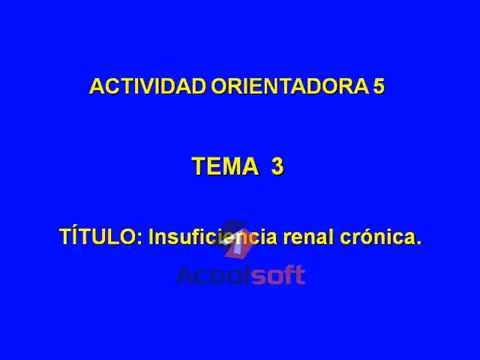 ACTIVIDAD ORIENTADORA 5
TEMA 3
TÍTULO: Insuficiencia renal crónica.
Acoolsoft